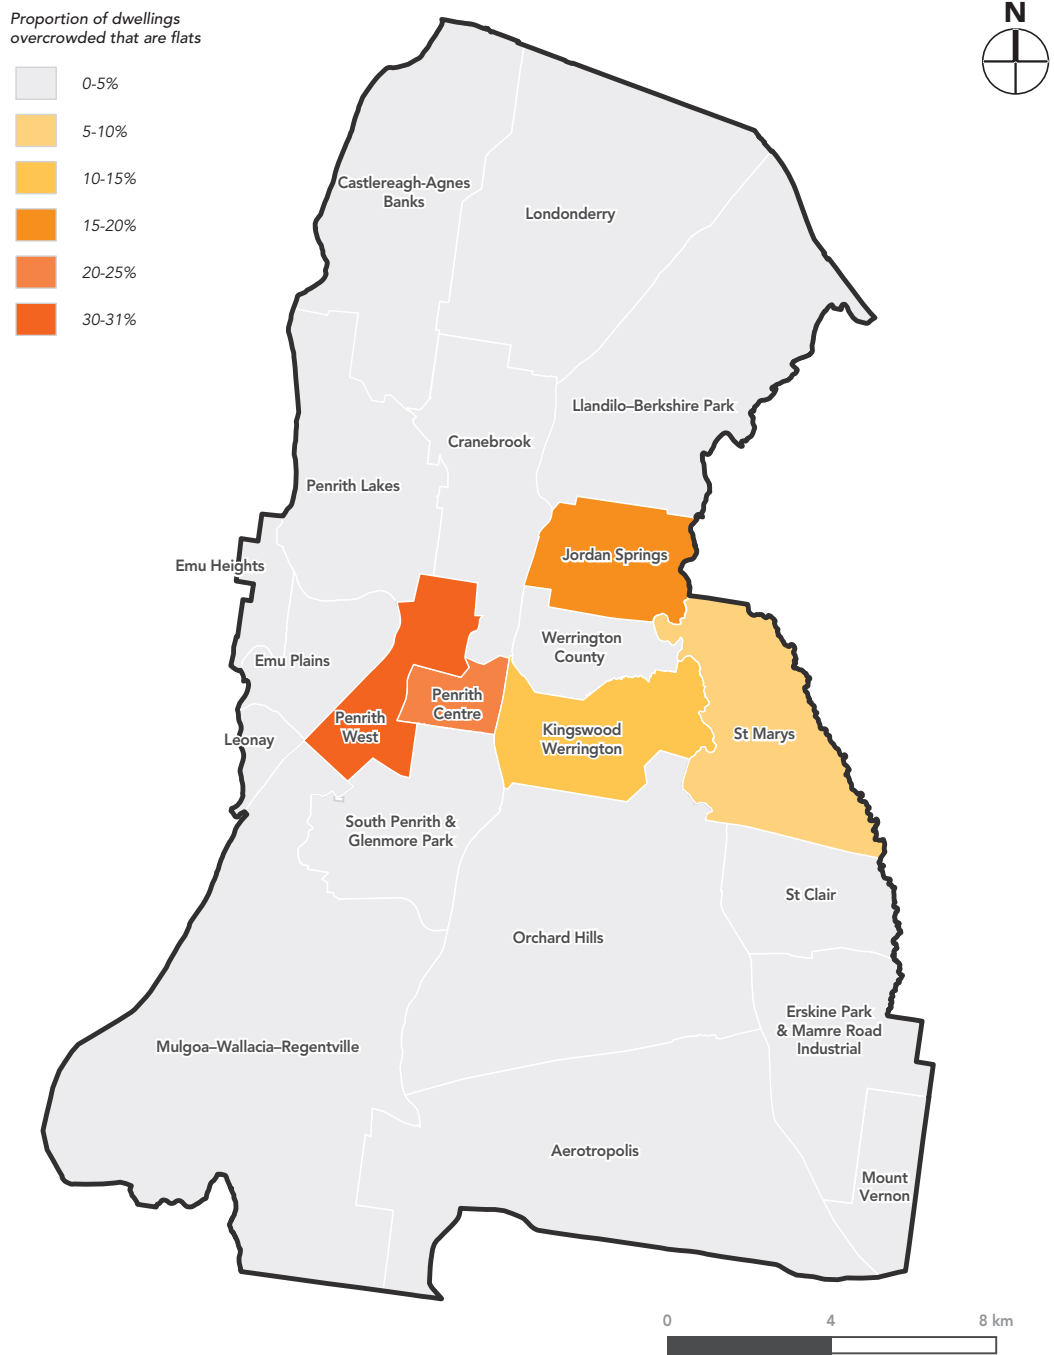 Proportion of dwellings
overcrowded that are flats
0-5%
5-10%
10-15%
15-20%
20-25%
30-31%
N
Castlereagh-Agnes
Banks
Londonderry
Llandilo–Berkshire Park
Cranebrook
Penrith Lakes
Jordan Springs
Emu Heights
Werrington
County
Emu Plains
Penrith
Centre
Penrith
West
Kingswood
Werrington
St Marys
Leonay
South Penrith &
Glenmore Park
St Clair
Orchard Hills
Erskine Park
& Mamre Road
Industrial
Mulgoa–Wallacia–Regentville
Aerotropolis
Mount
Vernon
0 4 8 km